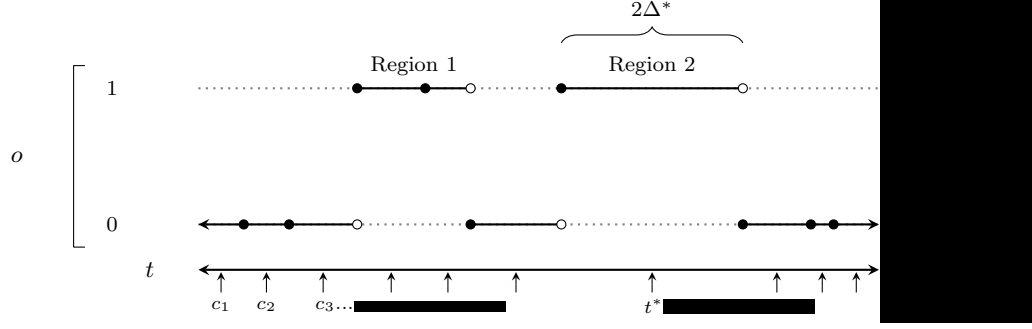 2Δ*
Region 1 Region 2
1
o
0
t
c₁ c₂ c₃... t*